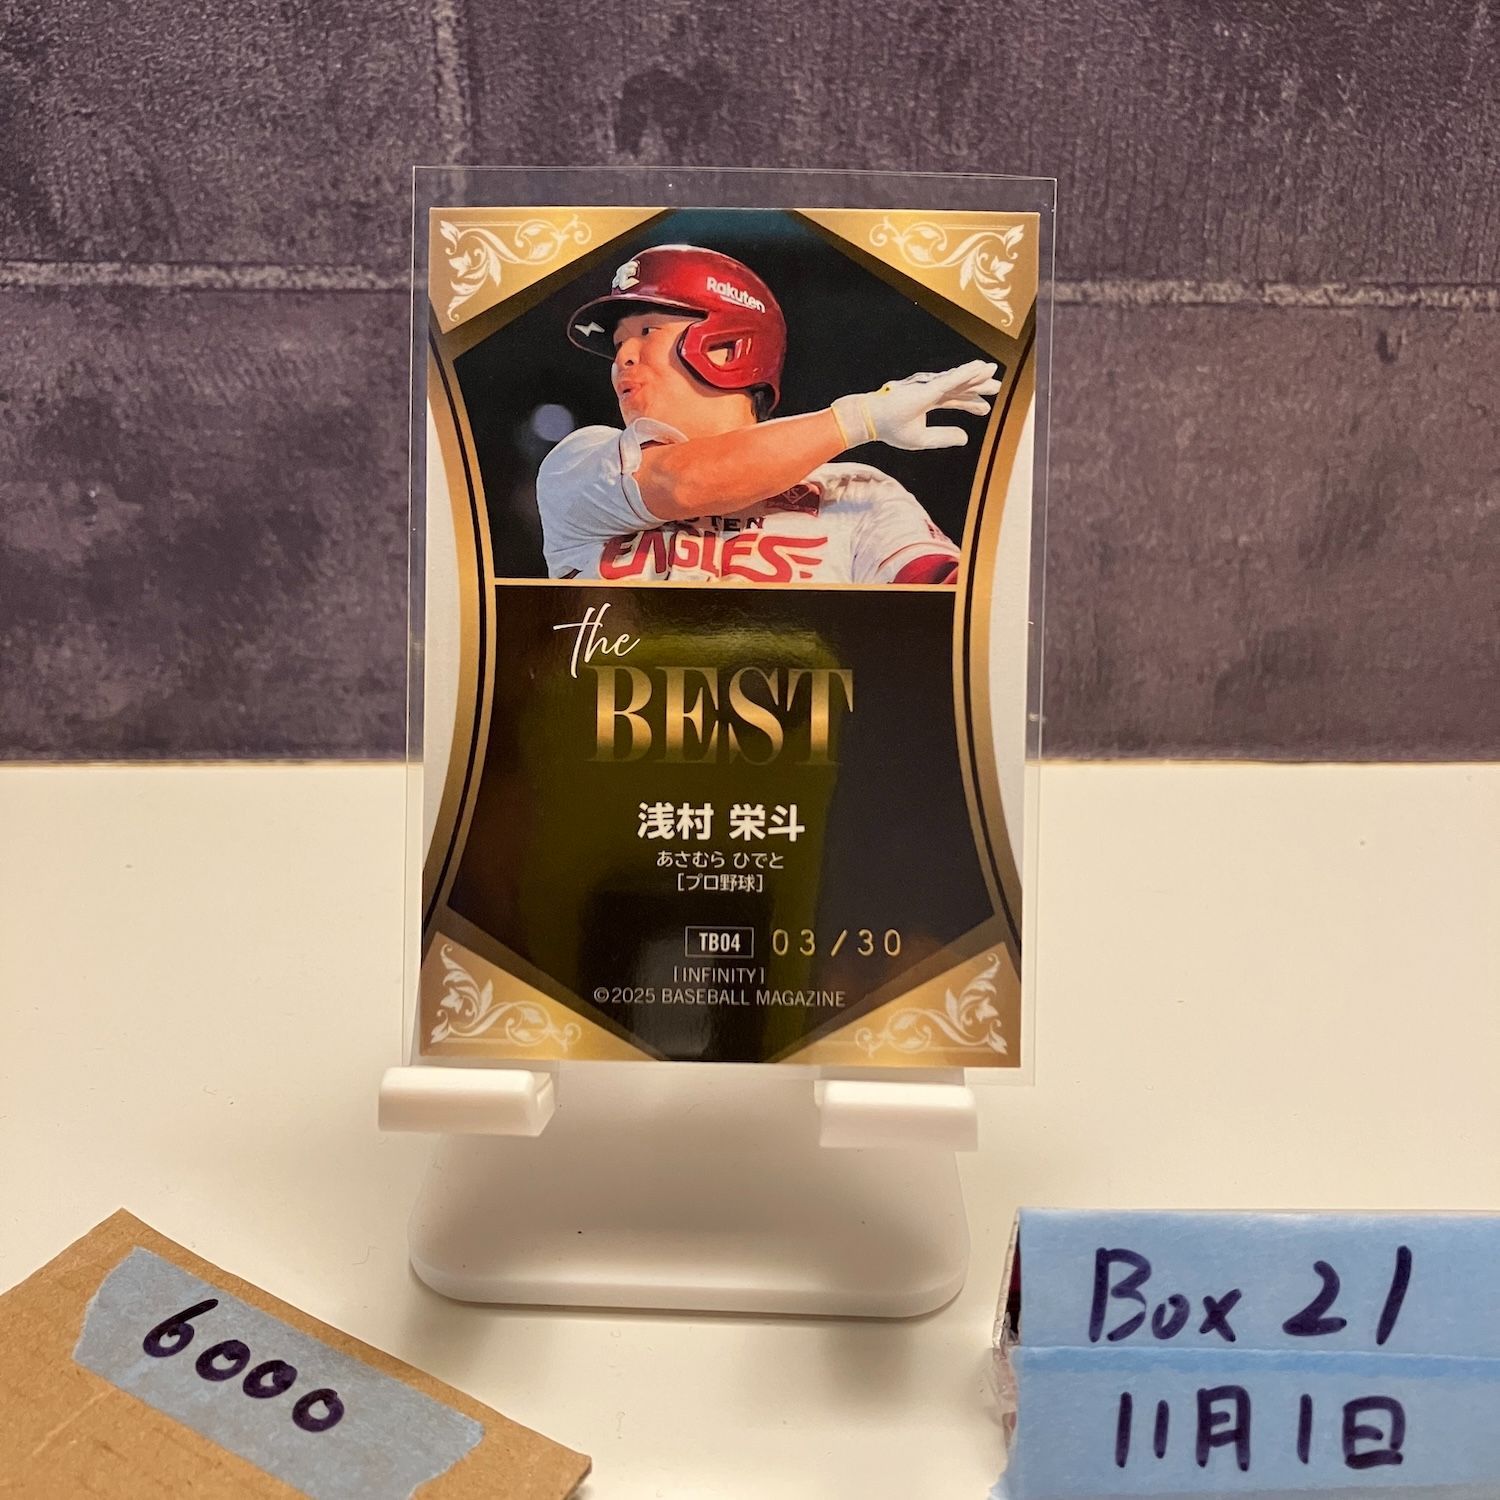 Rakuten
EAGLES
the
BEST
浅村 栄斗
あさむら ひでと
[プロ野球]
TB04 03/30
[INFINITY]
©2025 BASEBALL MAGAZINE
6000
Box 21
11月1日